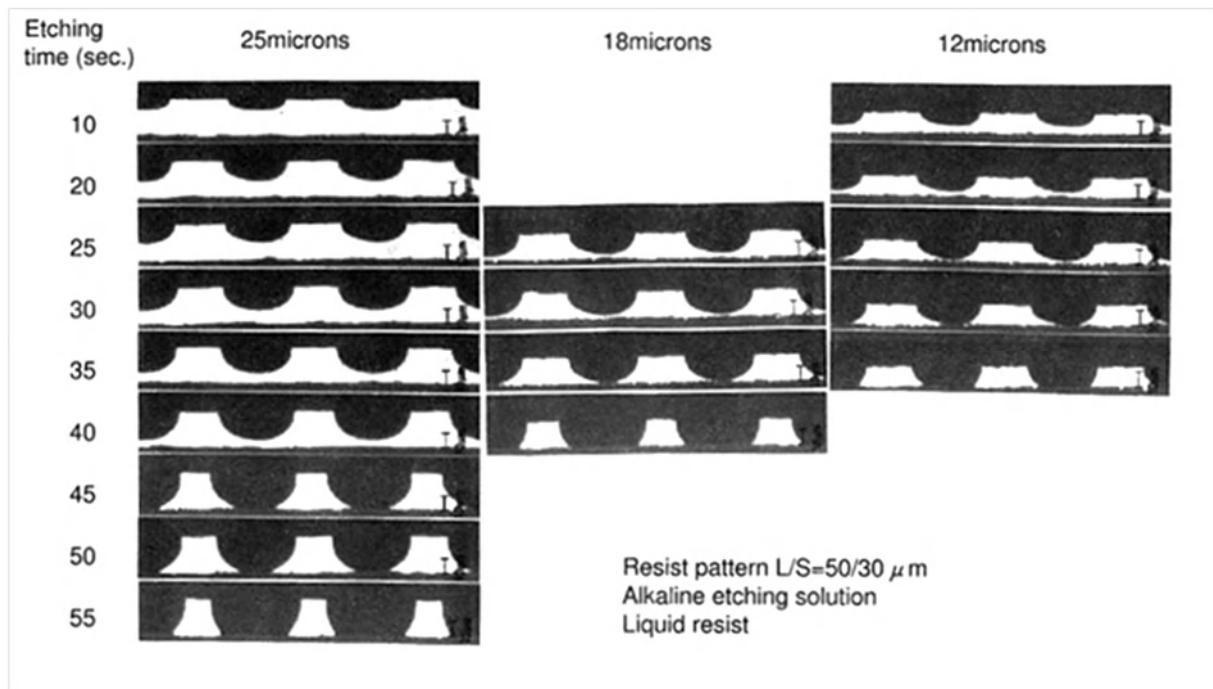 Etching
time (sec.)
25microns
18microns
12microns
10
20
25
30
35
40
45
50
55
Resist pattern L/S=50/30 μm
Alkaline etching solution
Liquid resist